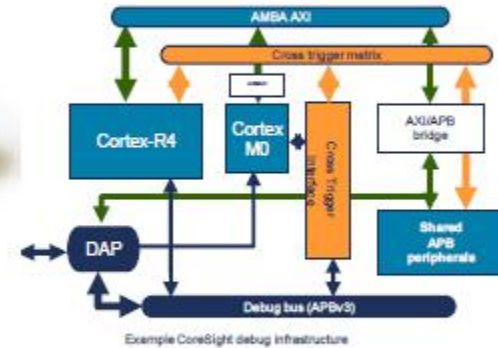 AMBA AXI
Cross trigger matrix
Cortex-R4
Cortex
M0
Cross Trigger
Interface
AXI/APB
bridge
DAP
Shared
APB
peripherals
Debug bus (APBv3)
Example CoreSight debug infrastructure